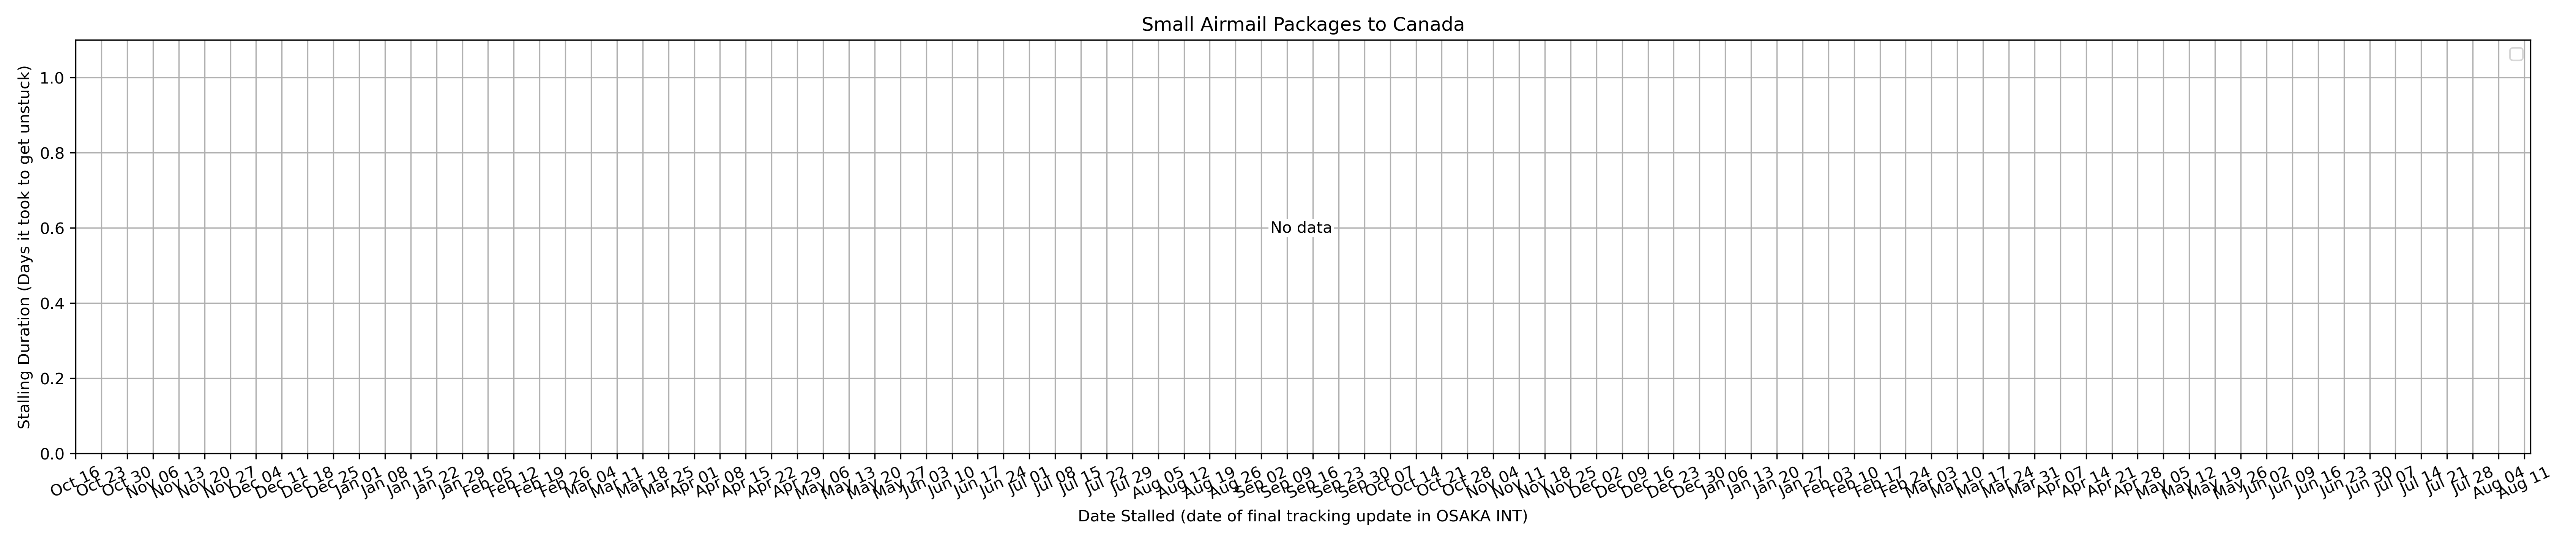 Small Airmail Packages to Canada
Stalling Duration (Days it took to get unstuck)
1.0
0.8
0.6
0.4
0.2
0.0
No data
Oct 16 Oct 23 Oct 30 Nov 06 Nov 13 Nov 20 Nov 27 Dec 04 Dec 11 Dec 18 Dec 25 Jan 01 Jan 08 Jan 15 Jan 22 Jan 29 Feb 05 Feb 12 Feb 19 Feb 26 Mar 04 Mar 11 Mar 18 Mar 25 Apr 01 Apr 08 Apr 15 Apr 22 Apr 29 May 06 May 13 May 20 May 27 Jun 03 Jun 10 Jun 17 Jun 24 Jul 01 Jul 08 Jul 15 Jul 22 Jul 29 Aug 05 Aug 12 Aug 19 Aug 26 Sep 02 Sep 09 Sep 16 Sep 23 Sep 30 Oct 07 Oct 14 Oct 21 Oct 28 Nov 04 Nov 11 Nov 18 Nov 25 Dec 02 Dec 09 Dec 16 Dec 23 Dec 30 Jan 06 Jan 13 Jan 20 Jan 27 Feb 03 Feb 10 Feb 17 Feb 24 Mar 03 Mar 10 Mar 17 Mar 24 Mar 31 Apr 07 Apr 14 Apr 21 Apr 28 May 05 May 12 May 19 May 26 Jun 02 Jun 09 Jun 16 Jun 23 Jun 30 Jul 07 Jul 14 Jul 21 Jul 28 Aug 04 Aug 11
Date Stalled (date of final tracking update in OSAKA INT)